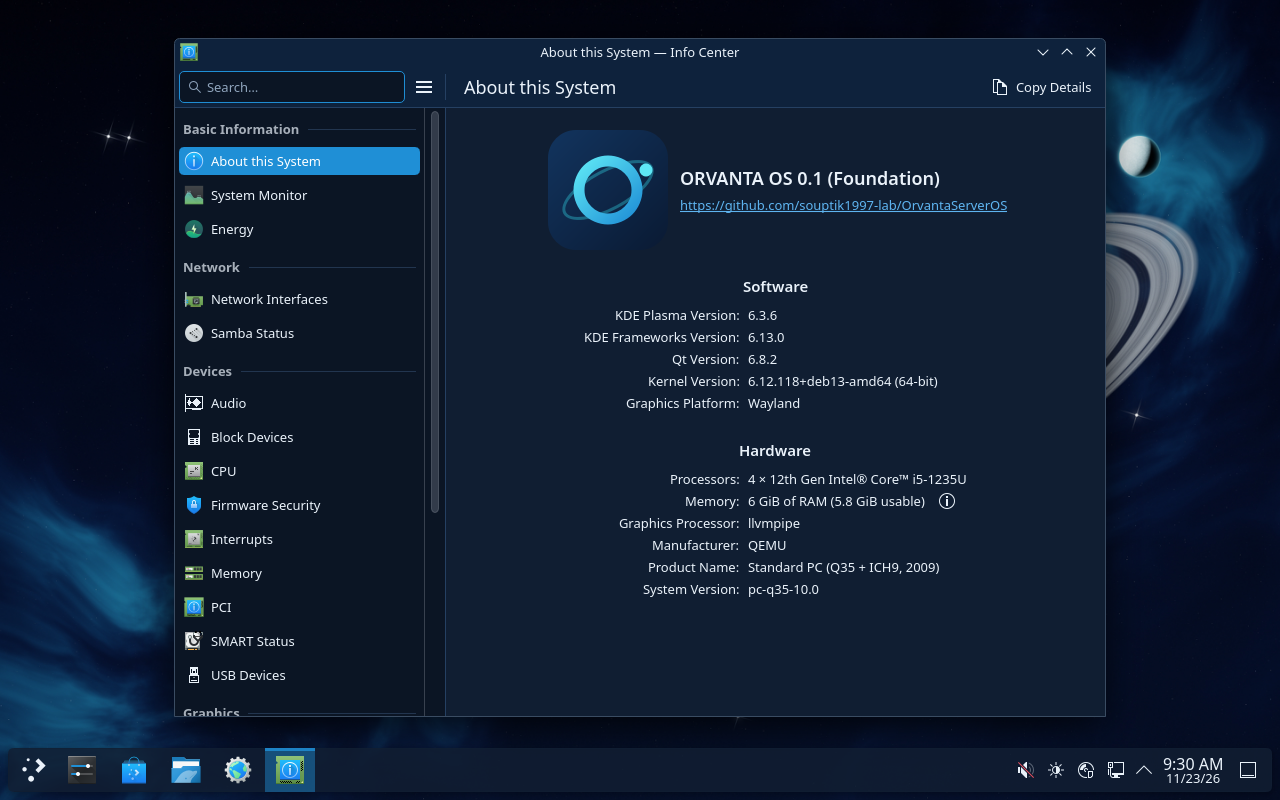 About this System — Info Center
Search...
About this System
Copy Details
Basic Information
About this System
System Monitor
Energy
Network
Network Interfaces
Samba Status
Devices
Audio
Block Devices
CPU
Firmware Security
Interrupts
Memory
PCI
SMART Status
USB Devices
Graphics
ORVANTA OS 0.1 (Foundation)
https://github.com/souptik1997-lab/OrvantaServerOS
Software
KDE Plasma Version: 6.3.6
KDE Frameworks Version: 6.13.0
Qt Version: 6.8.2
Kernel Version: 6.12.118+deb13-amd64 (64-bit)
Graphics Platform: Wayland
Hardware
Processors: 4 × 12th Gen Intel® Core™ i5-1235U
Memory: 6 GiB of RAM (5.8 GiB usable)
Graphics Processor: llvmpipe
Manufacturer: QEMU
Product Name: Standard PC (Q35 + ICH9, 2009)
System Version: pc-q35-10.0
9:30 AM
11/23/26